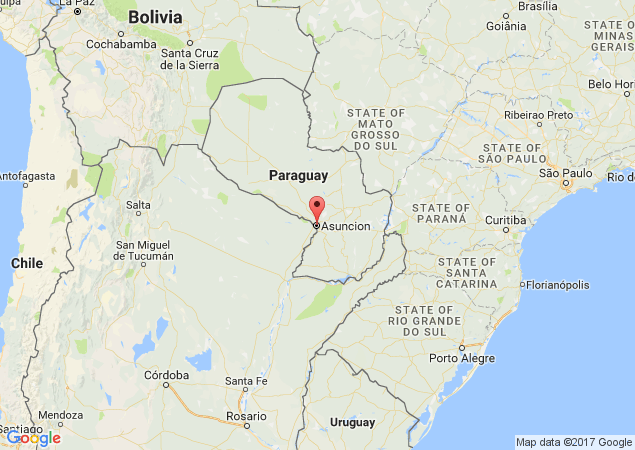 Brasília
La Paz
Bolivia
Goiânia
STATE OF
MINAS
GERAIS
Cochabamba
Santa Cruz
de la Sierra
Belo Hor
STATE OF
MATO
GROSSO
DO SUL
Ribeirao Preto
STATE OF
SÃO PAULO
Antofagasta
Paraguay
São Paulo
Rio de
Salta
STATE OF
PARANÁ
Asuncion
Curitiba
San Miguel
de Tucumán
Chile
STATE OF
SANTA
CATARINA
Florianópolis
STATE OF
RIO GRANDE
DO SUL
Porto Alegre
Córdoba
Santa Fe
Mendoza
Rosario
Uruguay
Santiago
Google
Map data ©2017 Google